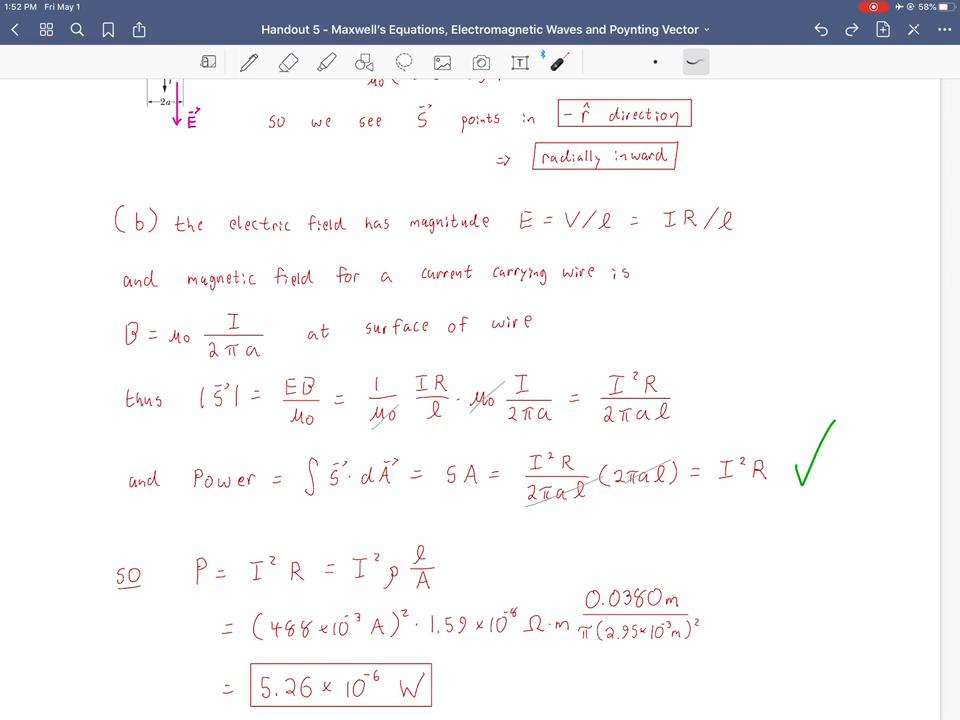 1:52 PM Fri May 1
58%
Handout 5 - Maxwell's Equations, Electromagnetic Waves and Poynting Vector
2a
E⃗
μ₀
so we see S⃗ points in - r̂ direction
⇒ radially inward
(b) the electric field has magnitude E = V/l = IR/l
and magnetic field for a current carrying wire is
B = μ₀ I / 2πa at surface of wire
thus |S⃗| = EB / μ₀ = 1/μ₀ IR/l · μ₀ I/2πa = I²R / 2πal
and Power = ∫ S⃗ · dA⃗ = SA = I²R / 2πal (2πal) = I²R ✓
so P = I²R = I²ρ l/A
= (488×10⁻³ A)² · 1.59×10⁻⁸ Ω·m 0.0380m / π(2.95×10⁻³m)²
= 5.26 × 10⁻⁶ W